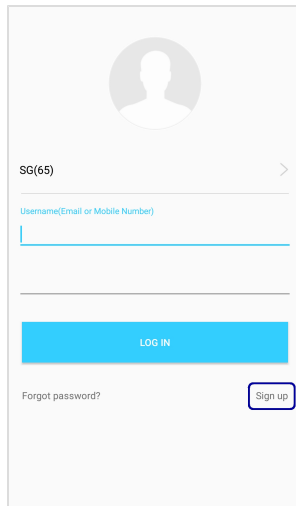 SG(65)
Username(Email or Mobile Number)
LOG IN
Forgot password? Sign up